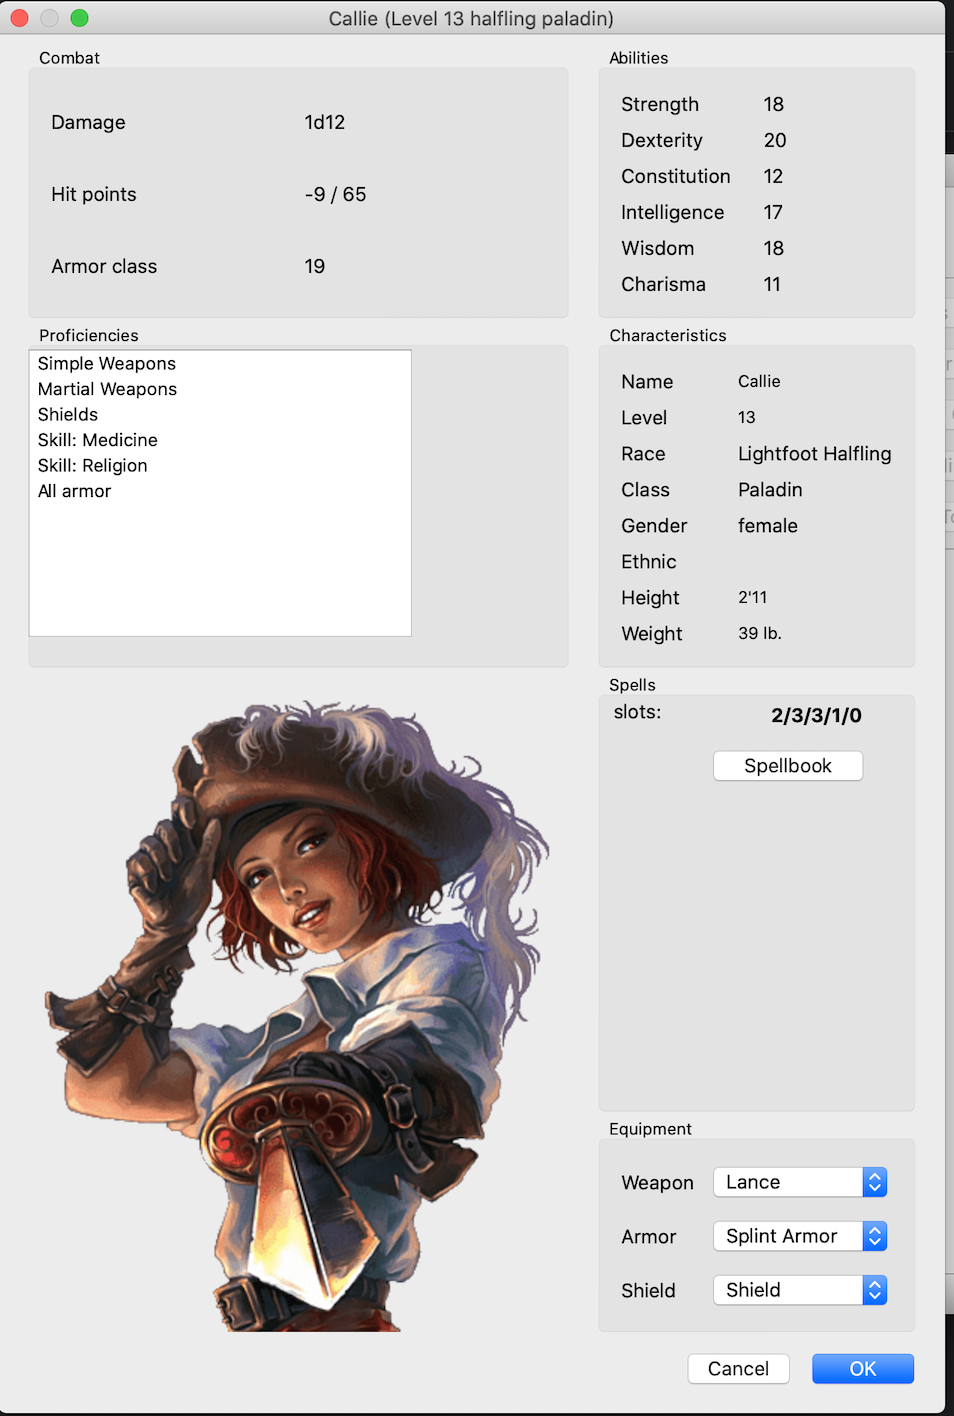 Callie (Level 13 halfling paladin)
Combat
Damage 1d12
Hit points -9 / 65
Armor class 19
Abilities
Strength 18
Dexterity 20
Constitution 12
Intelligence 17
Wisdom 18
Charisma 11
Proficiencies
Simple Weapons
Martial Weapons
Shields
Skill: Medicine
Skill: Religion
All armor
Characteristics
Name Callie
Level 13
Race Lightfoot Halfling
Class Paladin
Gender female
Ethnic
Height 2'11
Weight 39 lb.
Spells
slots: 2/3/3/1/0
Spellbook
Equipment
Weapon Lance
Armor Splint Armor
Shield Shield
Cancel OK